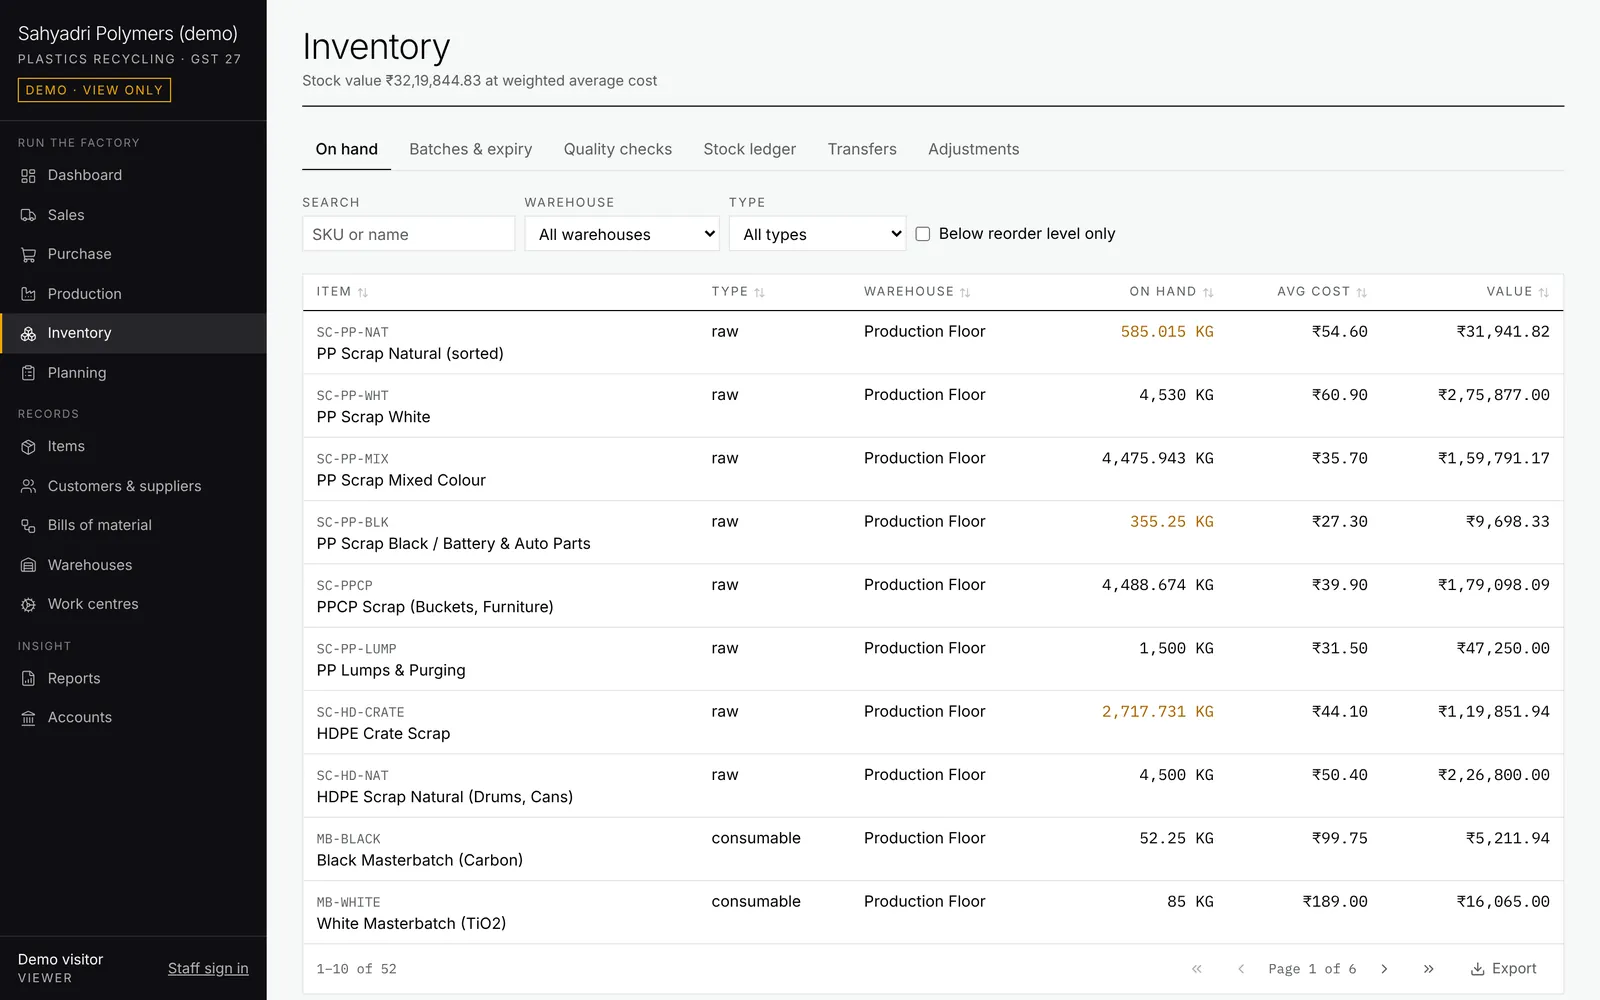 Sahyadri Polymers (demo)
PLASTICS RECYCLING · GST 27
DEMO · VIEW ONLY
RUN THE FACTORY
Dashboard
Sales
Purchase
Production
Inventory
Planning
RECORDS
Items
Customers & suppliers
Bills of material
Warehouses
Work centres
INSIGHT
Reports
Accounts
Demo visitor
VIEWER
Staff sign in
Inventory
Stock value ₹32,19,844.83 at weighted average cost
On hand Batches & expiry Quality checks Stock ledger Transfers Adjustments
SEARCH WAREHOUSE TYPE
SKU or name All warehouses All types Below reorder level only
ITEM TYPE WAREHOUSE ON HAND AVG COST VALUE
SC-PP-NAT raw Production Floor 585.015 KG ₹54.60 ₹31,941.82
PP Scrap Natural (sorted)
SC-PP-WHT raw Production Floor 4,530 KG ₹60.90 ₹2,75,877.00
PP Scrap White
SC-PP-MIX raw Production Floor 4,475.943 KG ₹35.70 ₹1,59,791.17
PP Scrap Mixed Colour
SC-PP-BLK raw Production Floor 355.25 KG ₹27.30 ₹9,698.33
PP Scrap Black / Battery & Auto Parts
SC-PPCP raw Production Floor 4,488.674 KG ₹39.90 ₹1,79,098.09
PPCP Scrap (Buckets, Furniture)
SC-PP-LUMP raw Production Floor 1,500 KG ₹31.50 ₹47,250.00
PP Lumps & Purging
SC-HD-CRATE raw Production Floor 2,717.731 KG ₹44.10 ₹1,19,851.94
HDPE Crate Scrap
SC-HD-NAT raw Production Floor 4,500 KG ₹50.40 ₹2,26,800.00
HDPE Scrap Natural (Drums, Cans)
MB-BLACK consumable Production Floor 52.25 KG ₹99.75 ₹5,211.94
Black Masterbatch (Carbon)
MB-WHITE consumable Production Floor 85 KG ₹189.00 ₹16,065.00
White Masterbatch (TiO2)
1–10 of 52 Page 1 of 6 Export